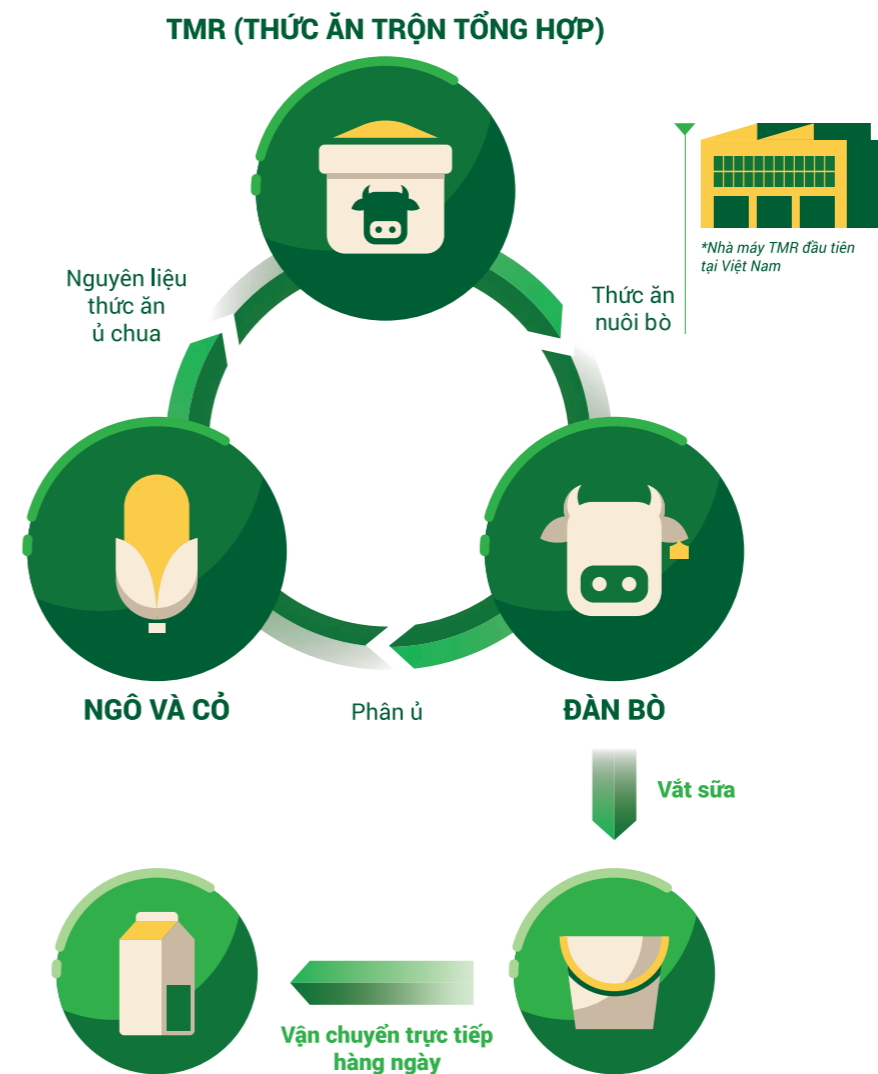 TMR (THỨC ĂN TRỘN TỔNG HỢP)
*Nhà máy TMR đầu tiên
tại Việt Nam
Nguyên liệu
thức ăn
ủ chua
Thức ăn
nuôi bò
NGÔ VÀ CỎ
Phân ủ
ĐÀN BÒ
Vắt sữa
Vận chuyển trực tiếp
hàng ngày